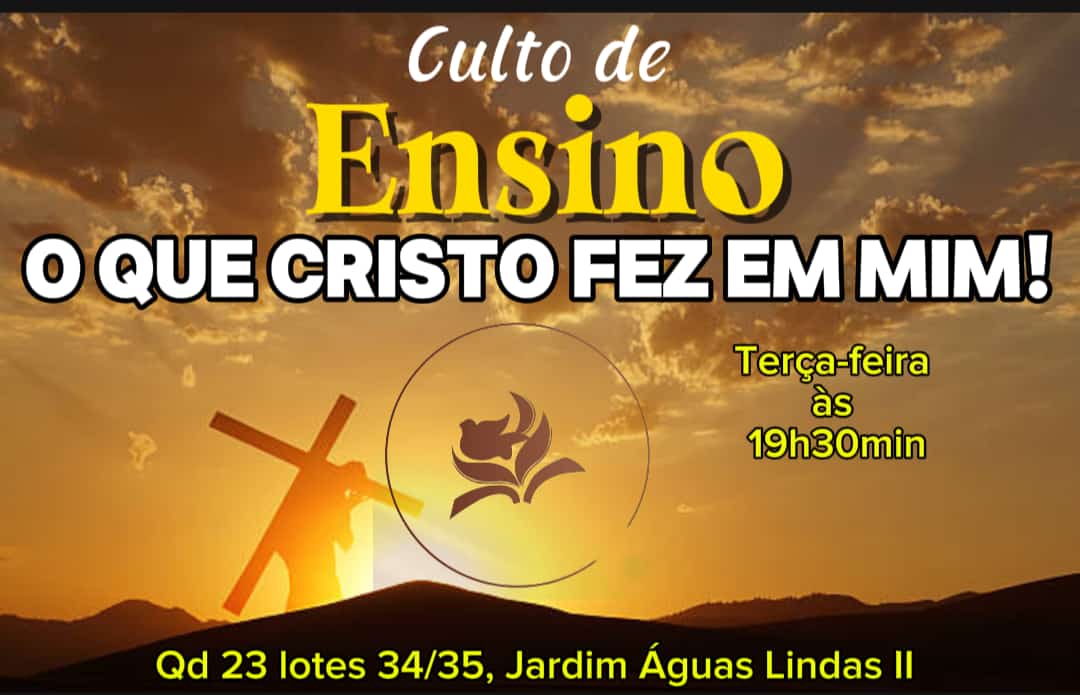 Culto de
Ensino
O QUE CRISTO FEZ EM MIM!
Terça-feira
às
19h30min
Qd 23 lotes 34/35, Jardim Águas Lindas II